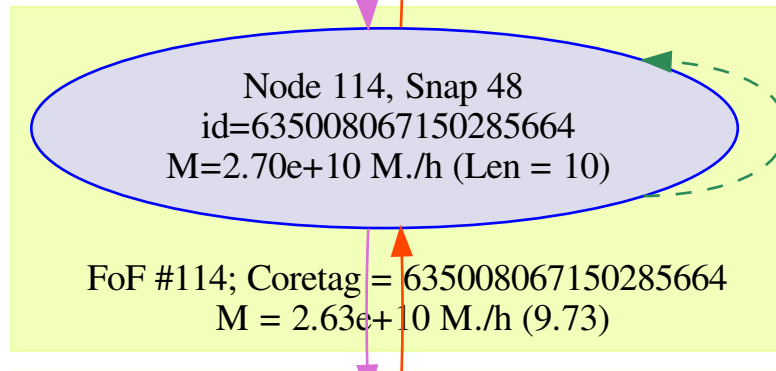 Node 114, Snap 48
id=635008067150285664
M=2.70e+10 M./h (Len = 10)
FoF #114; Coretag = 635008067150285664
M = 2.63e+10 M./h (9.73)